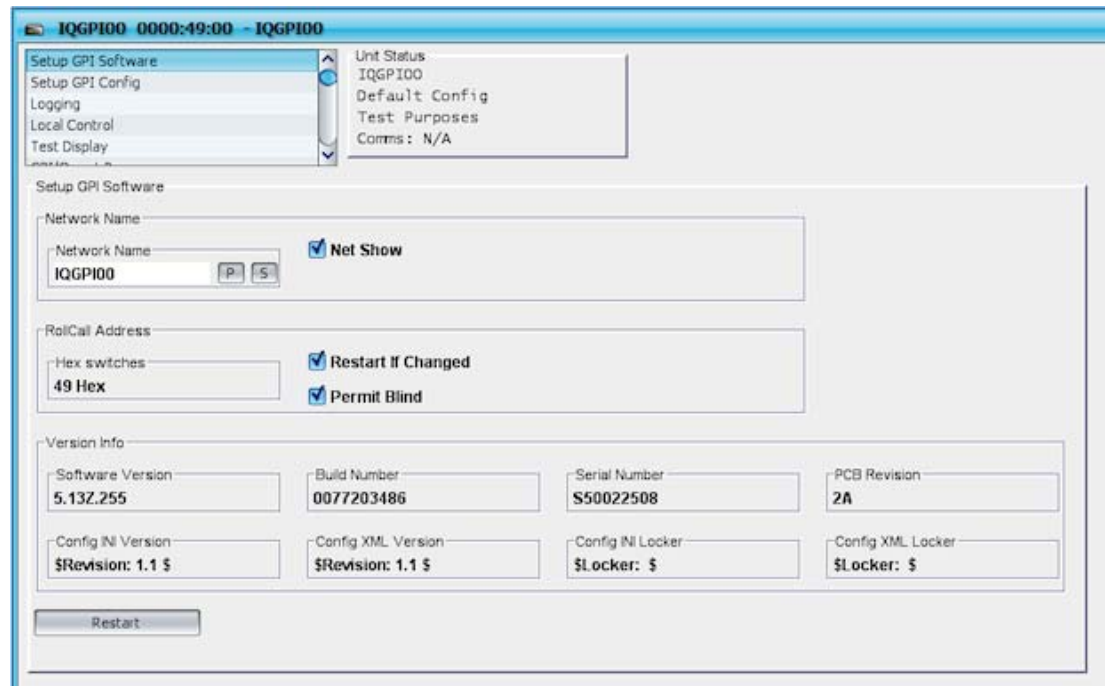 IQGPI00 0000:49:00 - IQGPI00
Setup GPI Software
Setup GPI Config
Logging
Local Control
Test Display
Unit Status
IQGPI00
Default Config
Test Purposes
Comms: N/A
Setup GPI Software
Network Name
Network Name
IQGPI00 P S
Net Show
RollCall Address
Hex switches
49 Hex
Restart If Changed
Permit Blind
Version Info
Software Version Build Number Serial Number PCB Revision
5.13Z.255 0077203486 S50022508 2A
Config INI Version Config XML Version Config INI Locker Config XML Locker
$Revision: 1.1 $ $Revision: 1.1 $ $Locker: $ $Locker: $
Restart